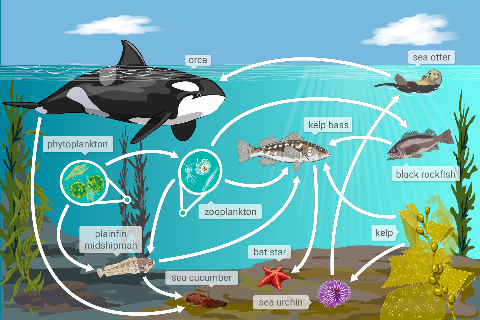 orca
sea otter
phytoplankton
kelp bass
black rockfish
zooplankton
plainfin
midshipman
kelp
bat star
sea cucumber
sea urchin